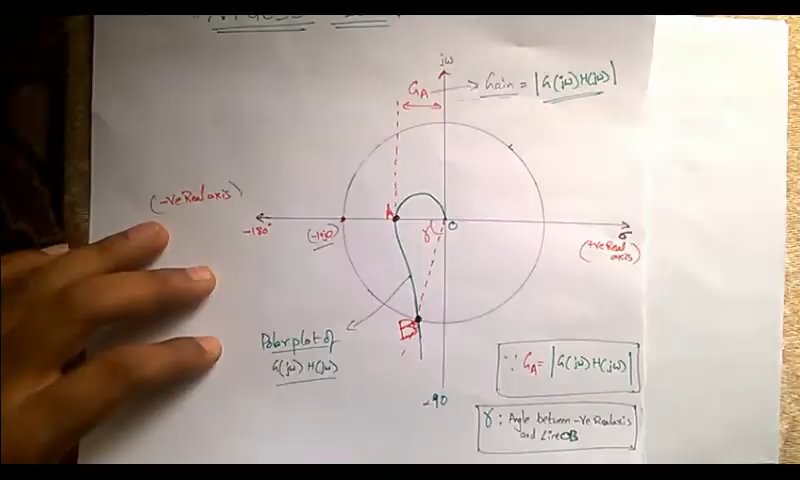 jω
GA
Gain = |G(jω)H(jω)|
(-ve Real axis)
A
-180°
(-1,j0)
γ
O
σ
(+ve Real
axis)
B
Polar plot of
G(jω) H(jω)
∵ GA = |G(jω) H(jω)|
-90
γ : Angle between -ve Real axis
and Line OB